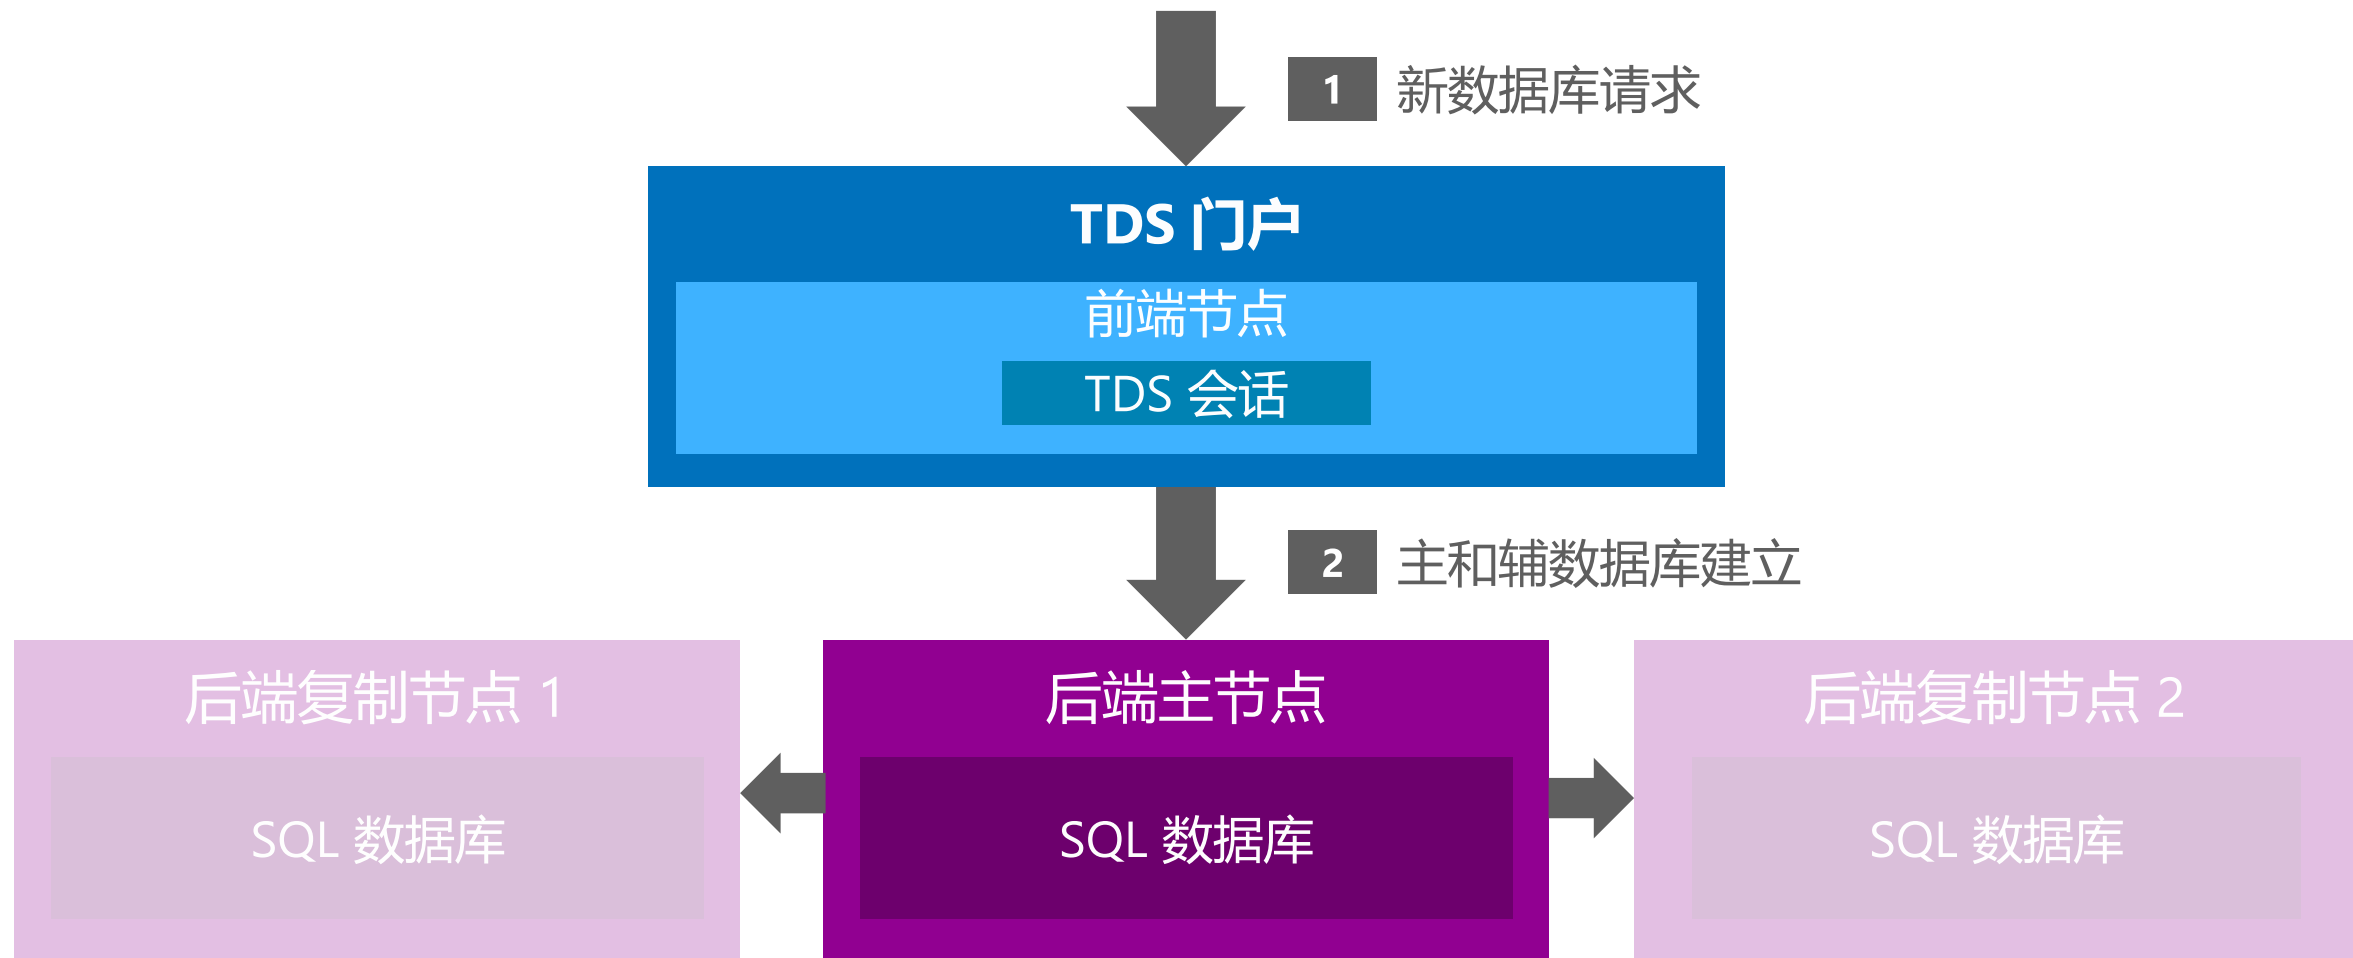 1 新数据库请求
TDS 门户
前端节点
TDS 会话
2 主和辅数据库建立
后端复制节点 1
SQL 数据库
后端主节点
SQL 数据库
后端复制节点 2
SQL 数据库